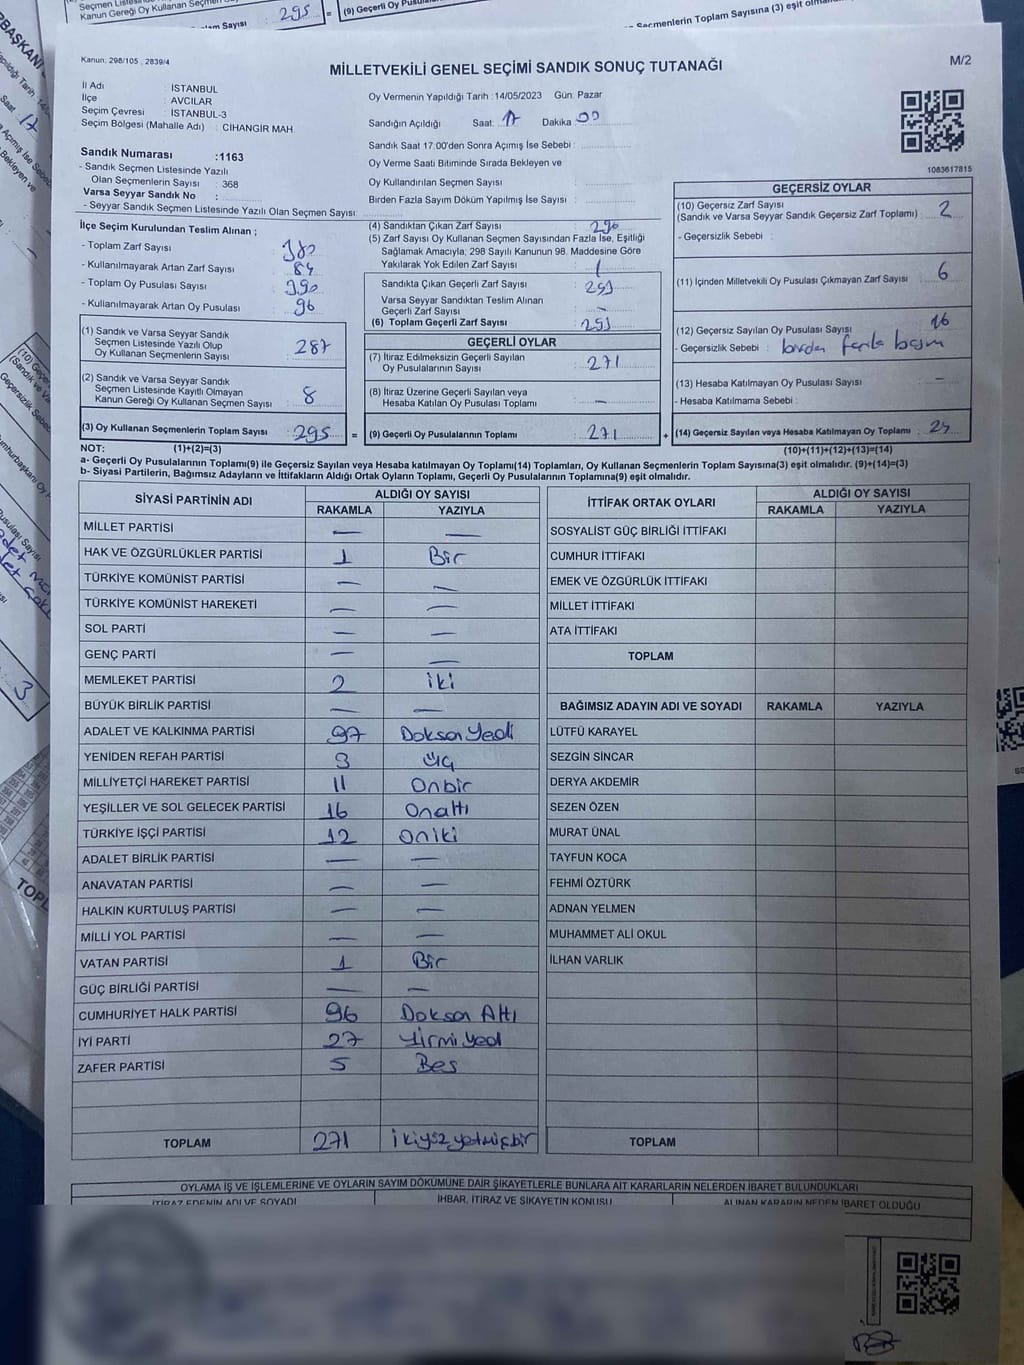 Kanun Gereği Oy Kullanan Seçmen Sayısı
295
(9) Geçerli Oy
Seçmenlerin Toplam Sayısına (3) eşit
Kanun: 298/105 , 2839/4
M/2
MİLLETVEKİLİ GENEL SEÇİMİ SANDIK SONUÇ TUTANAĞI
İl Adı : İSTANBUL
İlçe : AVCILAR
Seçim Çevresi : İSTANBUL-3
Seçim Bölgesi (Mahalle Adı) : CİHANGİR MAH
Oy Vermenin Yapıldığı Tarih :14/05/2023 Gün: Pazar
Sandığın Açıldığı Saat: 17 Dakika 00
Sandık Saat 17:00'den Sonra Açımış İse Sebebi :
Oy Verme Saati Bitiminde Sırada Bekleyen ve
Oy Kullandırılan Seçmen Sayısı :
Birden Fazla Sayım Döküm Yapılmış İse Sayısı :
1083617815
Sandık Numarası :1163
- Sandık Seçmen Listesinde Yazılı
Olan Seçmenlerin Sayısı : 368
Varsa Seyyar Sandık No :
- Seyyar Sandık Seçmen Listesinde Yazılı Olan Seçmen Sayısı:
İlçe Seçim Kurulundan Teslim Alınan ;
- Toplam Zarf Sayısı : 380
- Kullanılmayarak Artan Zarf Sayısı : 84
- Toplam Oy Pusulası Sayısı : 390
- Kullanılmayarak Artan Oy Pusulası : 96
(1) Sandık ve Varsa Seyyar Sandık
Seçmen Listesinde Yazılı Olup
Oy Kullanan Seçmenlerin Sayısı : 287
(2) Sandık ve Varsa Seyyar Sandık
Seçmen Listesinde Kayıtlı Olmayan
Kanun Gereği Oy Kullanan Seçmen Sayısı : 8
(3) Oy Kullanan Seçmenlerin Toplam Sayısı : 295 =
(4) Sandıktan Çıkan Zarf Sayısı :
(5) Zarf Sayısı Oy Kullanan Seçmen Sayısından Fazla İse, Eşitliği
Sağlamak Amacıyla; 298 Sayılı Kanunun 98. Maddesine Göre
Yakılarak Yok Edilen Zarf Sayısı : 1
Sandıkta Çıkan Geçerli Zarf Sayısı : 293
Varsa Seyyar Sandıktan Teslim Alınan
Geçerli Zarf Sayısı : —
(6) Toplam Geçerli Zarf Sayısı : 293
GEÇERLİ OYLAR
(7) İtiraz Edilmeksizin Geçerli Sayılan
Oy Pusulalarının Sayısı : 271
(8) İtiraz Üzerine Geçerli Sayılan veya
Hesaba Katılan Oy Pusulası Toplamı : —
(9) Geçerli Oy Pusulalarının Toplamı : 271 +
GEÇERSİZ OYLAR
(10) Geçersiz Zarf Sayısı
(Sandık ve Varsa Seyyar Sandık Geçersiz Zarf Toplamı) : 2
- Geçersizlik Sebebi :
(11) İçinden Milletvekili Oy Pusulası Çıkmayan Zarf Sayısı : 6
(12) Geçersiz Sayılan Oy Pusulası Sayısı : 16
- Geçersizlik Sebebi : birden fazla basım
(13) Hesaba Katılmayan Oy Pusulası Sayısı : —
- Hesaba Katılmama Sebebi :
(14) Geçersiz Sayılan veya Hesaba Katılmayan Oy Toplamı : 24
NOT: (1)+(2)=(3) (10)+(11)+(12)+(13)=(14)
a- Geçerli Oy Pusulalarının Toplamı(9) ile Geçersiz Sayılan veya Hesaba katılmayan Oy Toplamı(14) Toplamları, Oy Kullanan Seçmenlerin Toplam Sayısına(3) eşit olmalıdır. (9)+(14)=(3)
b- Siyasi Partilerin, Bağımsız Adayların ve İttifakların Aldığı Ortak Oyların Toplamı, Geçerli Oy Pusulalarının Toplamına(9) eşit olmalıdır.
SİYASİ PARTİNİN ADI ALDIĞI OY SAYISI
RAKAMLA YAZIYLA
MİLLET PARTİSİ — —
HAK VE ÖZGÜRLÜKLER PARTİSİ 1 Bir
TÜRKİYE KOMÜNİST PARTİSİ — —
TÜRKİYE KOMÜNİST HAREKETİ — —
SOL PARTİ — —
GENÇ PARTİ — —
MEMLEKET PARTİSİ 2 iki
BÜYÜK BİRLİK PARTİSİ — —
ADALET VE KALKINMA PARTİSİ 97 Doksan Yedi
YENİDEN REFAH PARTİSİ 3 üç
MİLLİYETÇİ HAREKET PARTİSİ 11 Onbir
YEŞİLLER VE SOL GELECEK PARTİSİ 16 Onaltı
TÜRKİYE İŞÇİ PARTİSİ 12 Oniki
ADALET BİRLİK PARTİSİ — —
ANAVATAN PARTİSİ — —
HALKIN KURTULUŞ PARTİSİ — —
MİLLİ YOL PARTİSİ — —
VATAN PARTİSİ 1 Bir
GÜÇ BİRLİĞİ PARTİSİ — —
CUMHURİYET HALK PARTİSİ 96 Doksan Altı
İYİ PARTİ 27 Yirmi Yedi
ZAFER PARTİSİ 5 Beş
TOPLAM 271 İkiyüzyetmişbir
İTTİFAK ORTAK OYLARI ALDIĞI OY SAYISI
RAKAMLA YAZIYLA
SOSYALİST GÜÇ BİRLİĞİ İTTİFAKI
CUMHUR İTTİFAKI
EMEK VE ÖZGÜRLÜK İTTİFAKI
MİLLET İTTİFAKI
ATA İTTİFAKI
TOPLAM
BAĞIMSIZ ADAYIN ADI VE SOYADI RAKAMLA YAZIYLA
LÜTFÜ KARAYEL
SEZGİN SİNCAR
DERYA AKDEMİR
SEZEN ÖZEN
MURAT ÜNAL
TAYFUN KOCA
FEHMİ ÖZTÜRK
ADNAN YELMEN
MUHAMMET ALİ OKUL
İLHAN VARLIK
TOPLAM
OYLAMA İŞ VE İŞLEMLERİNE VE OYLARIN SAYIM DÖKÜMÜNE DAİR ŞİKAYETLERLE BUNLARA AİT KARARLARIN NELERDEN İBARET BULUNDUKLARI
İTİRAZ EDENİN ADI VE SOYADI İHBAR, İTİRAZ VE ŞİKAYETİN KONUSU ALINAN KARARIN NEDEN İBARET OLDUĞU